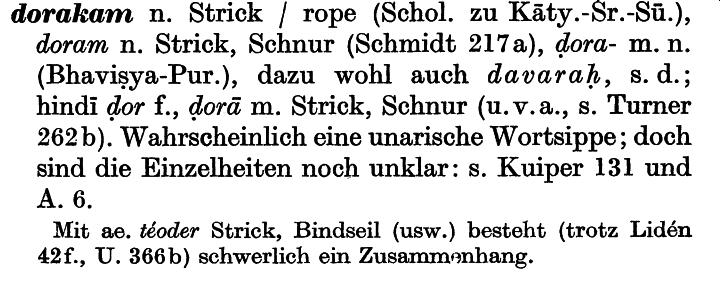 dorakam n. Strick / rope (Schol. zu Kāty.-Śr.-Sū.),
doram n. Strick, Schnur (Schmidt 217a), ḍora- m. n.
(Bhaviṣya-Pur.), dazu wohl auch davaraḥ, s. d.;
hindī ḍor f., ḍorā m. Strick, Schnur (u. v. a., s. Turner
262b). Wahrscheinlich eine unarische Wortsippe; doch
sind die Einzelheiten noch unklar: s. Kuiper 131 und
A. 6.
Mit ae. téoder Strick, Bindseil (usw.) besteht (trotz Lidén
42f., U. 366b) schwerlich ein Zusammenhang.